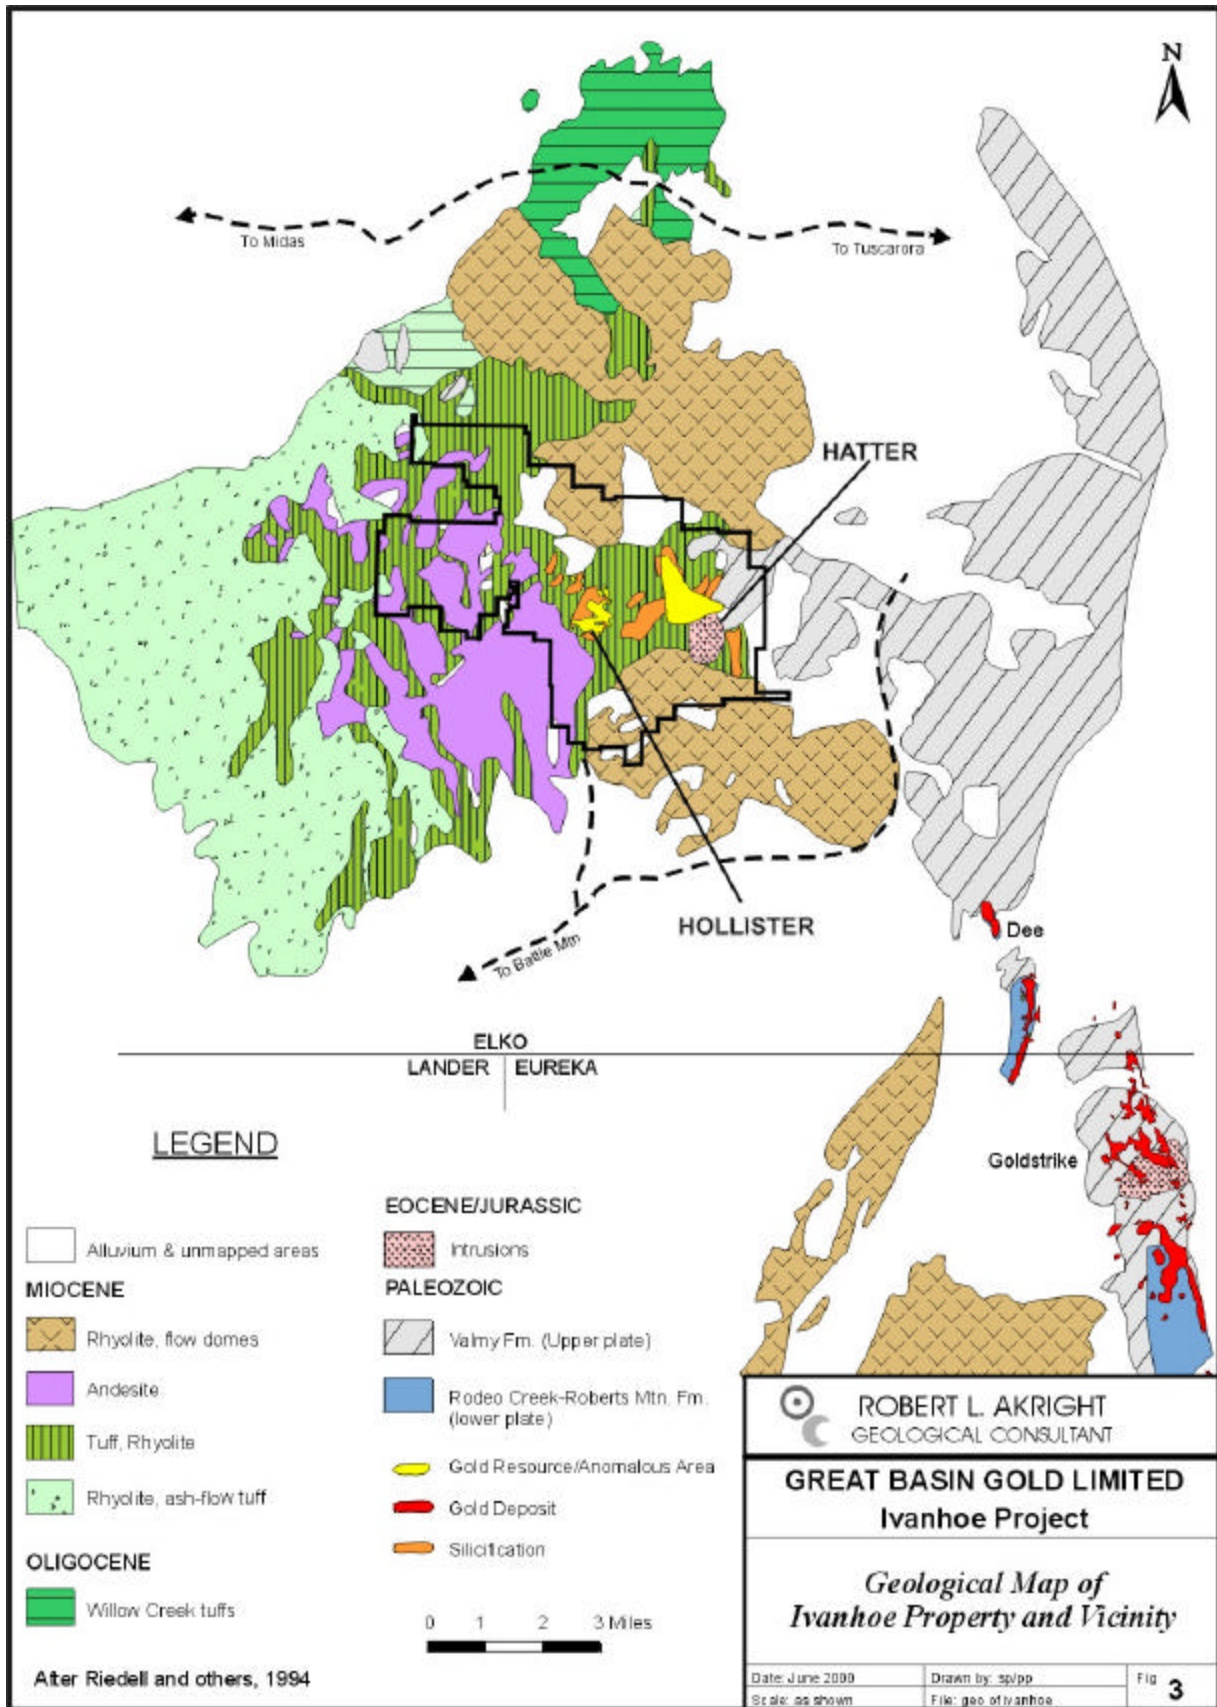 N
To Midas
To Tuscarora
HATTER
HOLLISTER
Dee
To Battle Mtn
ELKO
LANDER
EUREKA
Goldstrike
LEGEND
Alluvium & unmapped areas
MIOCENE
Rhyolite, flow domes
Andesite
Tuff, Rhyolite
Rhyolite, ash-flow tuff
OLIGOCENE
Willow Creek tuffs
After Riedell and others, 1994
EOCENE/JURASSIC
Intrusions
PALEOZOIC
Valmy Fm. (Upper plate)
Rodeo Creek-Roberts Mtn. Fm.
(lower plate)
Gold Resource/Anomalous Area
Gold Deposit
Silicification
0 1 2 3 Miles
ROBERT L. AKRIGHT
GEOLOGICAL CONSULTANT
GREAT BASIN GOLD LIMITED
Ivanhoe Project
Geological Map of
Ivanhoe Property and Vicinity
Date: June 2000
Drawn by: sp/pp
Fig 3
Scale: as shown
File: geo of ivanhoe